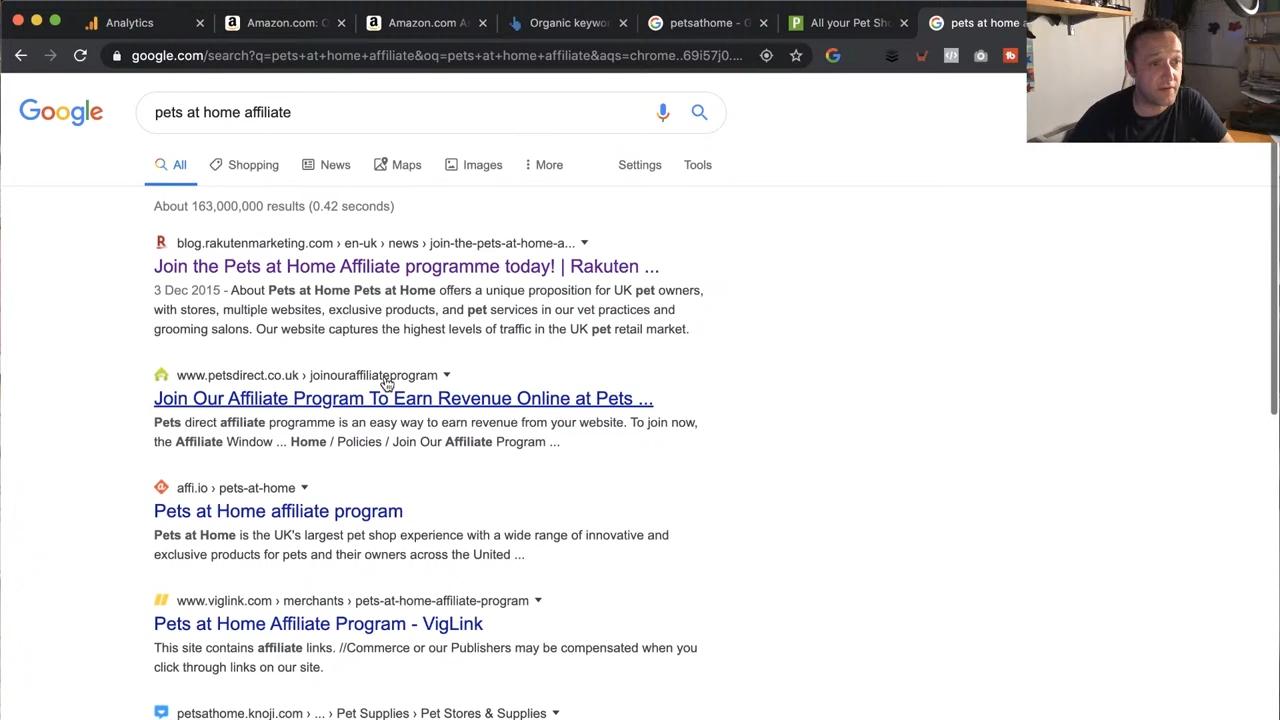 Analytics
Amazon.com: C
Amazon.com As
Organic keywo
petsathome - G
All your Pet Sh
pets at home a
google.com/search?q=pets+at+home+affiliate&oq=pets+at+home+affiliate&aqs=chrome..69i57j0....
Google
pets at home affiliate
All
Shopping
News
Maps
Images
More
Settings
Tools
About 163,000,000 results (0.42 seconds)
blog.rakutenmarketing.com › en-uk › news › join-the-pets-at-home-a...
Join the Pets at Home Affiliate programme today! | Rakuten ...
3 Dec 2015 - About Pets at Home Pets at Home offers a unique proposition for UK pet owners,
with stores, multiple websites, exclusive products, and pet services in our vet practices and
grooming salons. Our website captures the highest levels of traffic in the UK pet retail market.
www.petsdirect.co.uk › joinouraffiliateprogram
Join Our Affiliate Program To Earn Revenue Online at Pets ...
Pets direct affiliate programme is an easy way to earn revenue from your website. To join now,
the Affiliate Window ... Home / Policies / Join Our Affiliate Program ...
affi.io › pets-at-home
Pets at Home affiliate program
Pets at Home is the UK's largest pet shop experience with a wide range of innovative and
exclusive products for pets and their owners across the United ...
www.viglink.com › merchants › pets-at-home-affiliate-program
Pets at Home Affiliate Program - VigLink
This site contains affiliate links. //Commerce or our Publishers may be compensated when you
click through links on our site.
petsathome.knoji.com › ... › Pet Supplies › Pet Stores & Supplies